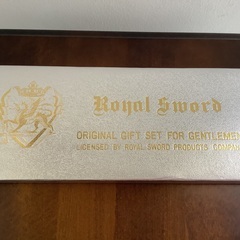 Royal Sword
ORIGINAL GIFT SET FOR GENTLEMEN
LICENSED BY ROYAL SWORD PRODUCTS COMPANY